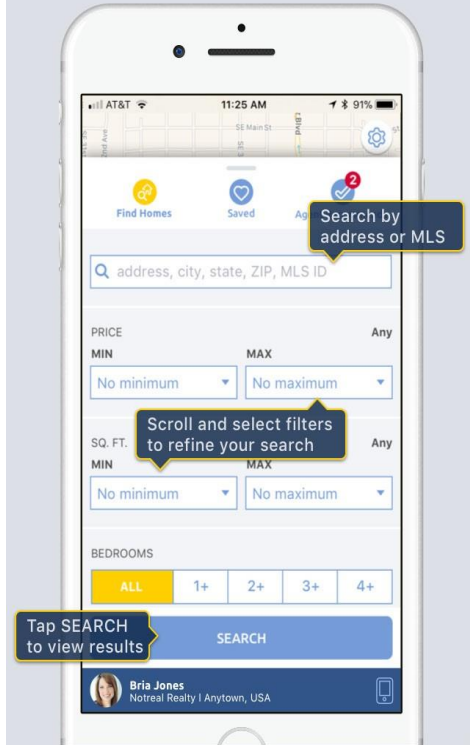 AT&T 11:25 AM 91%
SE Main St
2nd Ave
Blvd
2
Find Homes Saved
Search by
address or MLS
address, city, state, ZIP, MLS ID
PRICE Any
MIN MAX
No minimum No maximum
Scroll and select filters
to refine your search
SQ. FT. Any
MIN MAX
No minimum No maximum
BEDROOMS
ALL 1+ 2+ 3+ 4+
Tap SEARCH
to view results
SEARCH
Bria Jones
Notreal Realty | Anytown, USA